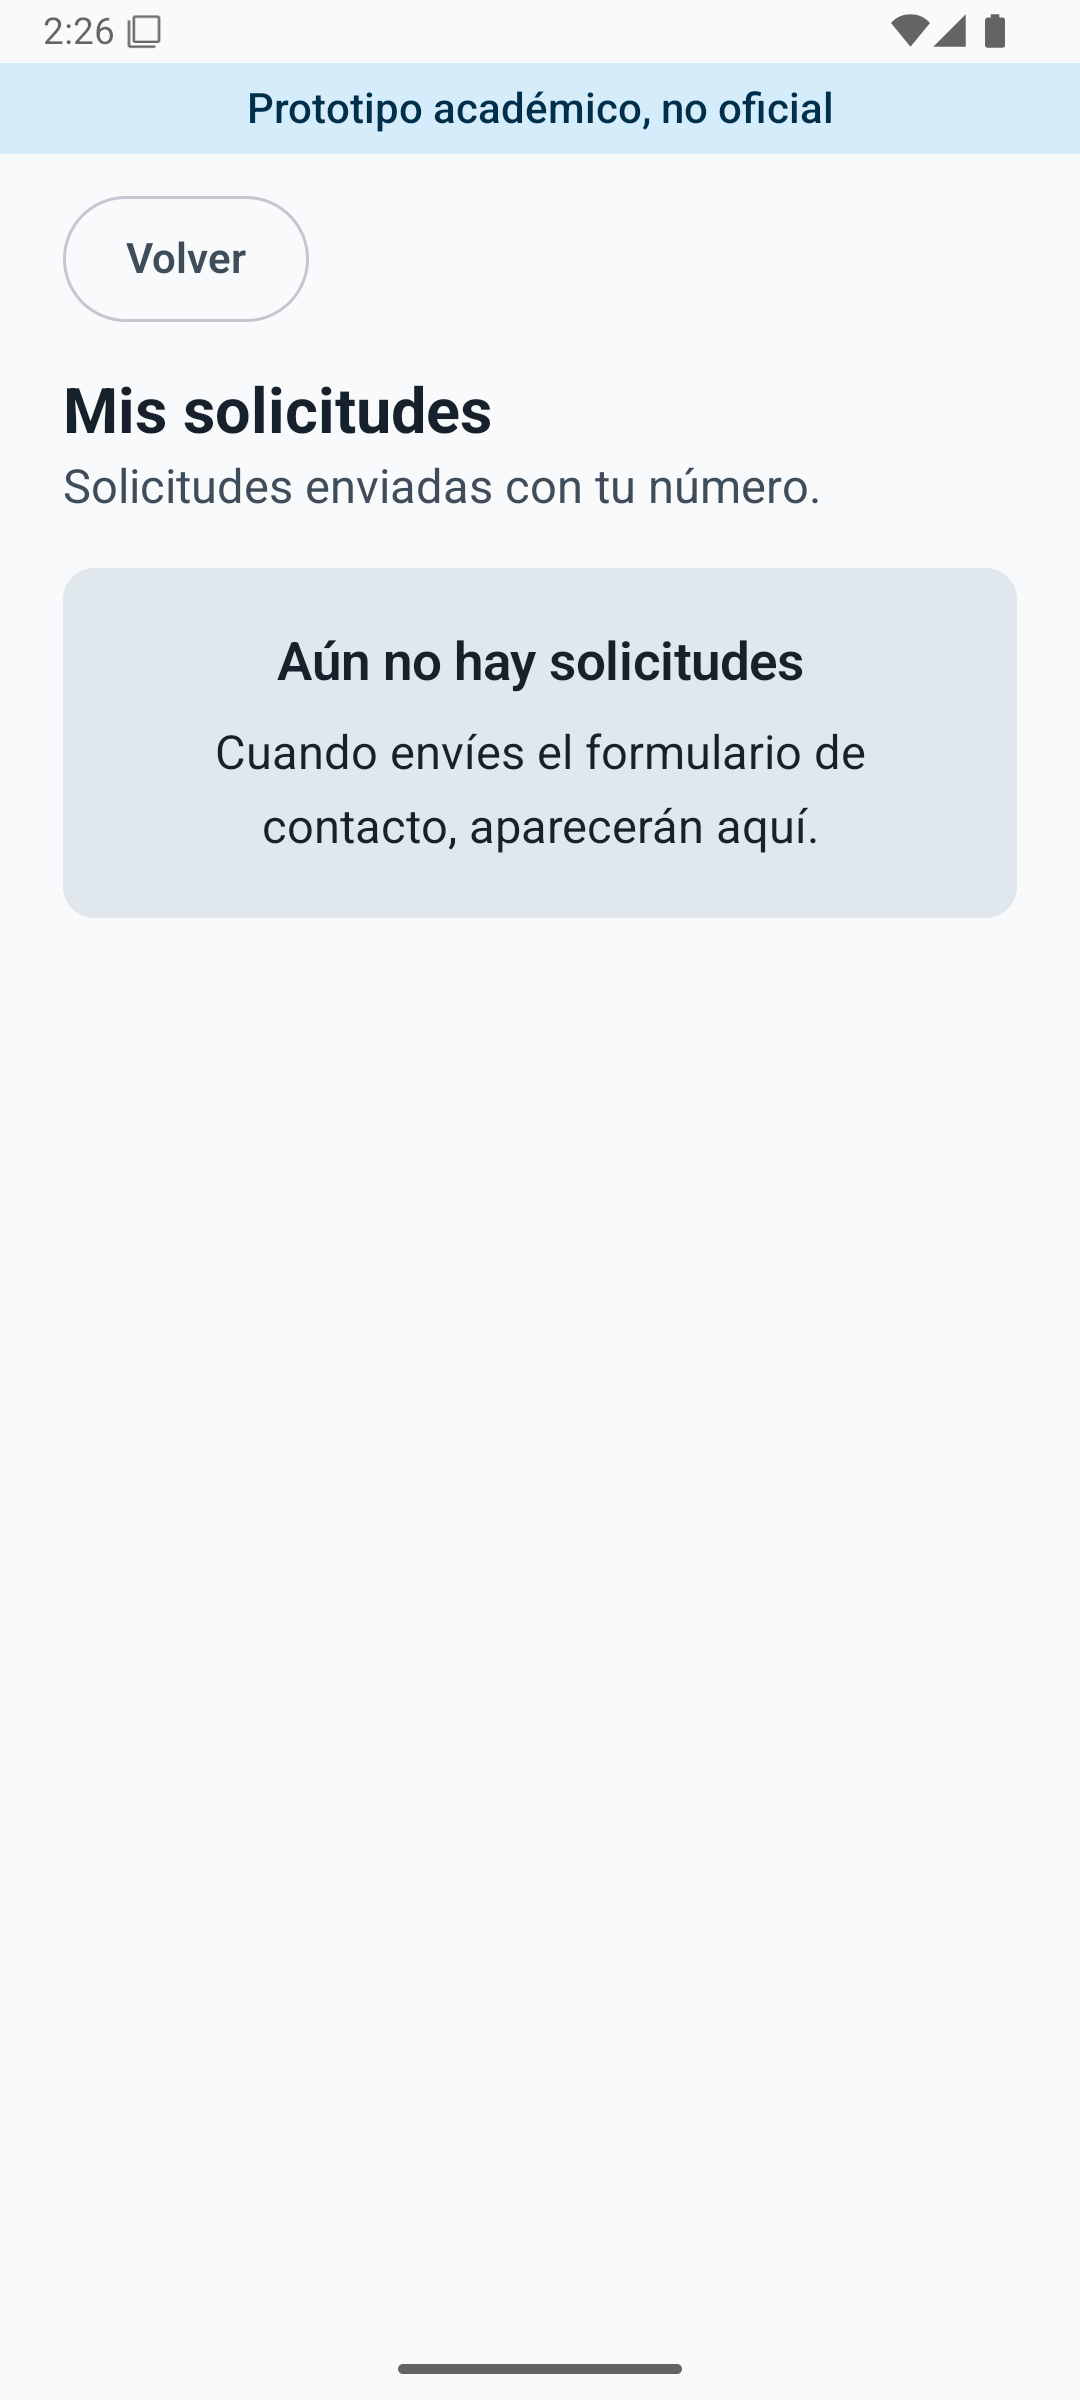 2:26
Prototipo académico, no oficial
Volver
Mis solicitudes
Solicitudes enviadas con tu número.
Aún no hay solicitudes
Cuando envíes el formulario de
contacto, aparecerán aquí.